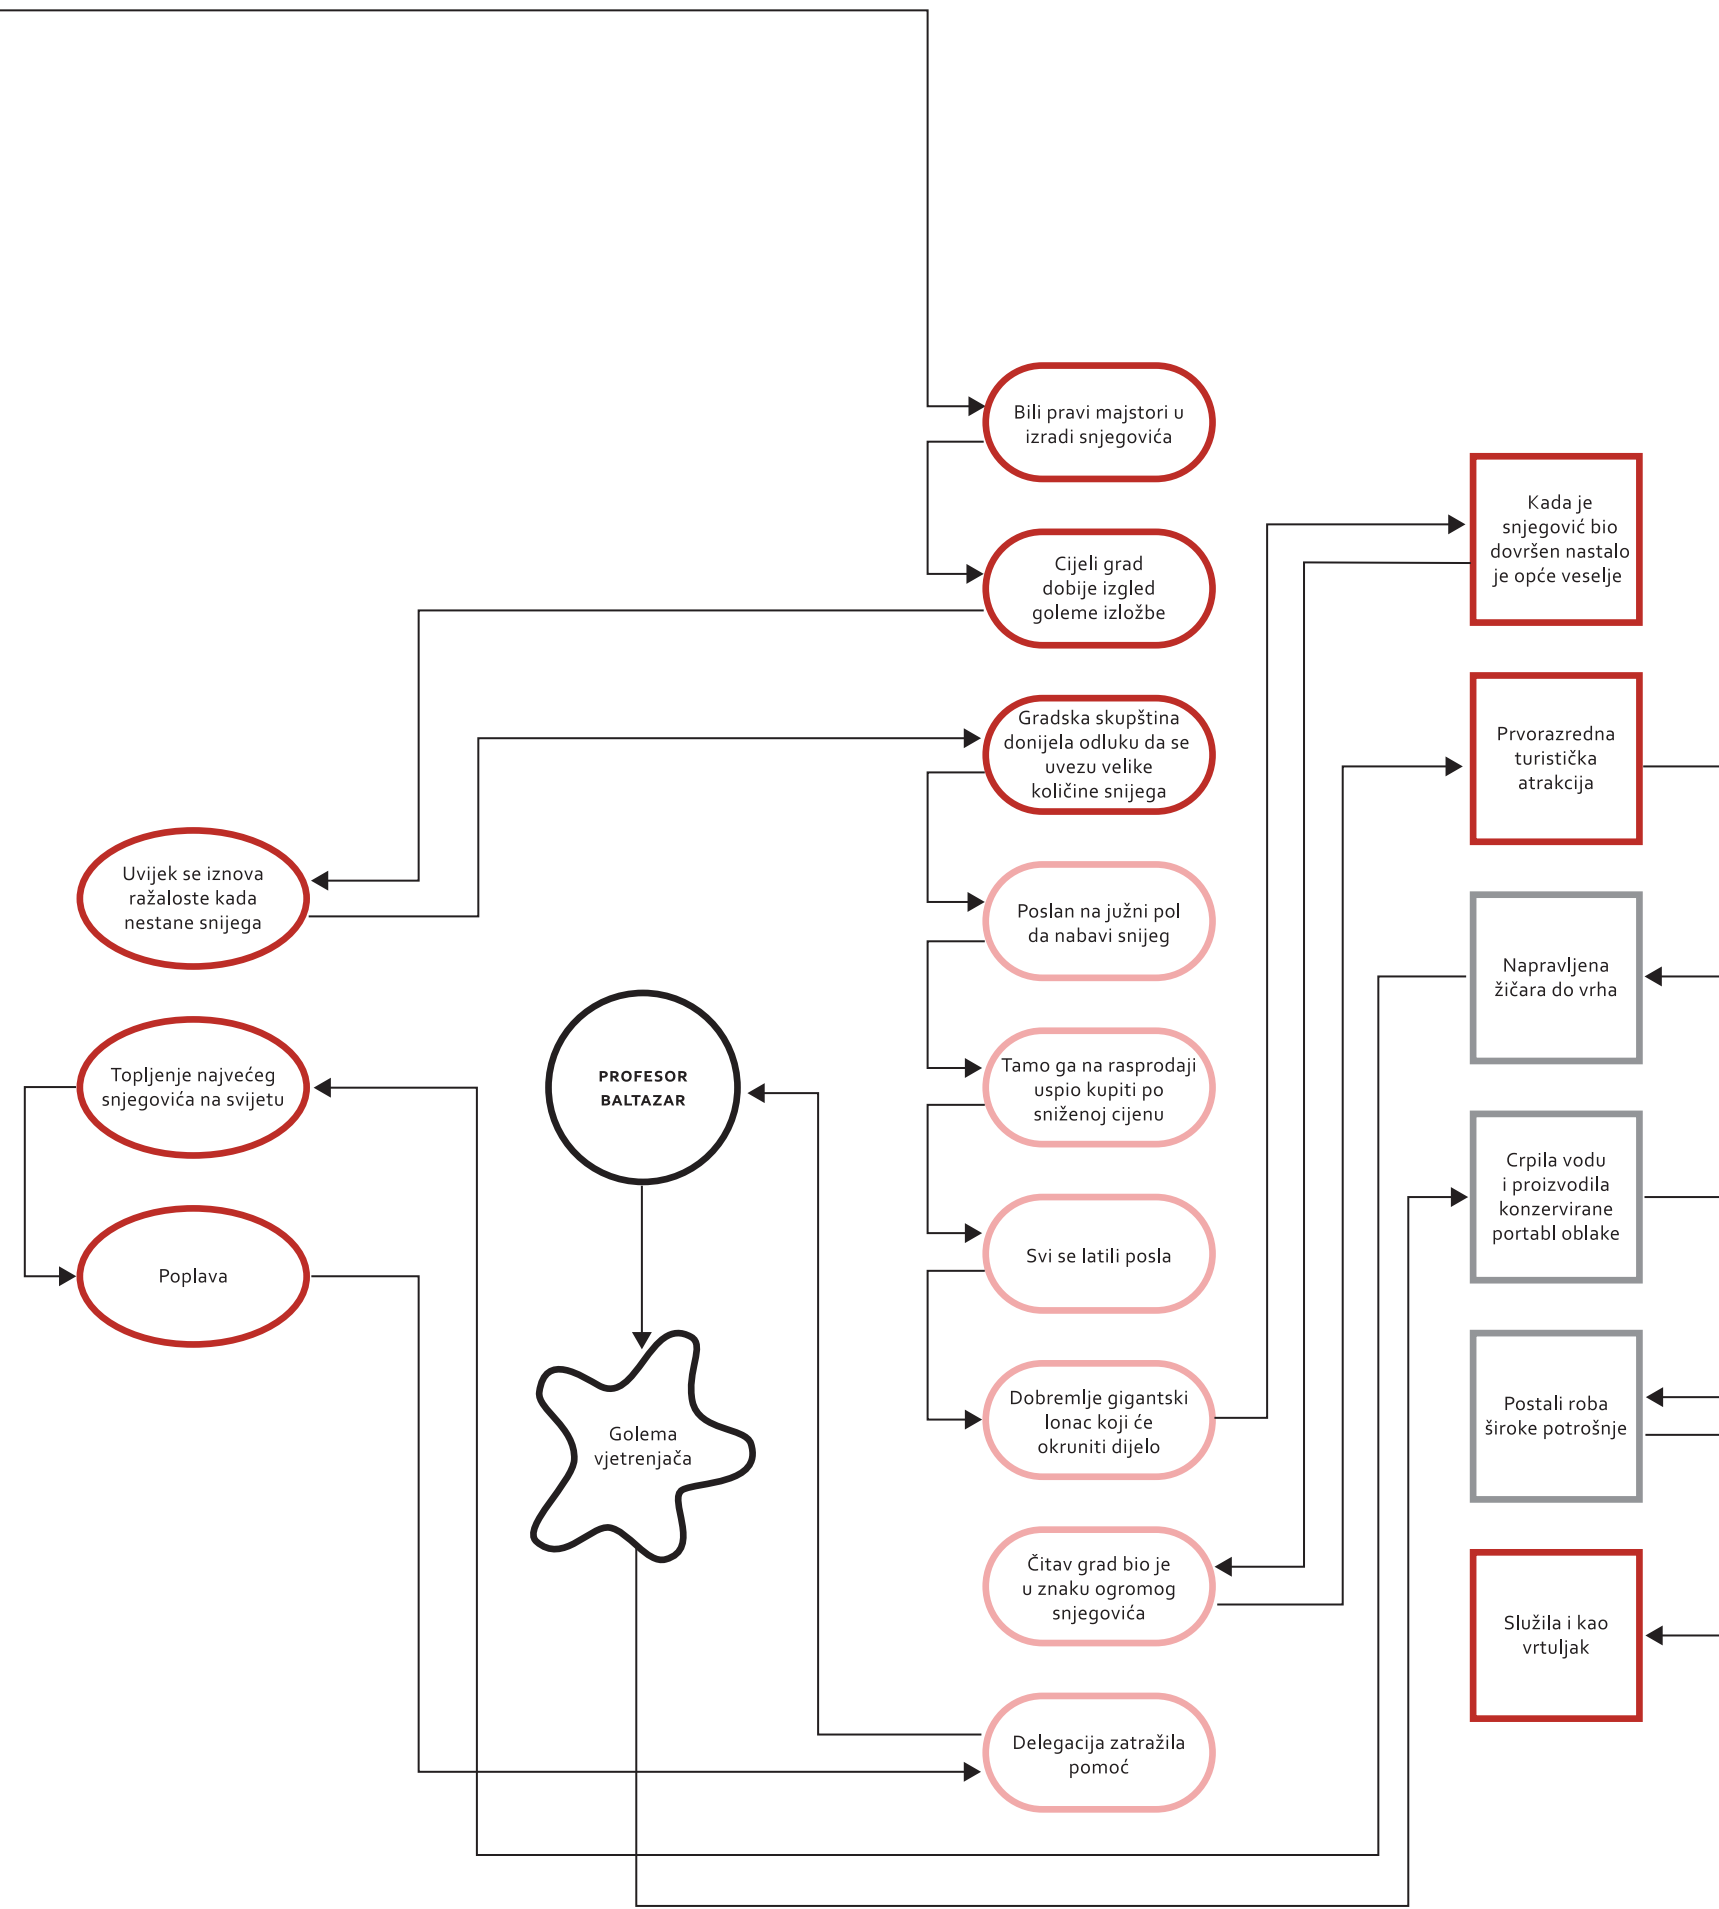 Bili pravi majstori u
izradi snjegovića
Cijeli grad
dobije izgled
goleme izložbe
Gradska skupština
donijela odluku da se
uvezu velike
količine snijega
Poslan na južni pol
da nabavi snijeg
Tamo ga na rasprodaji
uspio kupiti po
sniženoj cijenu
Svi se latili posla
Dobremlje gigantski
lonac koji će
okruniti dijelo
Čitav grad bio je
u znaku ogromog
snjegovića
Delegacija zatražila
pomoć
Uvijek se iznova
ražaloste kada
nestane snijega
Topljenje najvećeg
snjegovića na svijetu
Poplava
PROFESOR
BALTAZAR
Golema
vjetrenjača
Kada je
snjegović bio
dovršen nastalo
je opće veselje
Prvorazredna
turistička
atrakcija
Napravljena
žičara do vrha
Crpila vodu
i proizvodila
konzervirane
portabl oblake
Postali roba
široke potrošnje
Služila i kao
vrtuljak